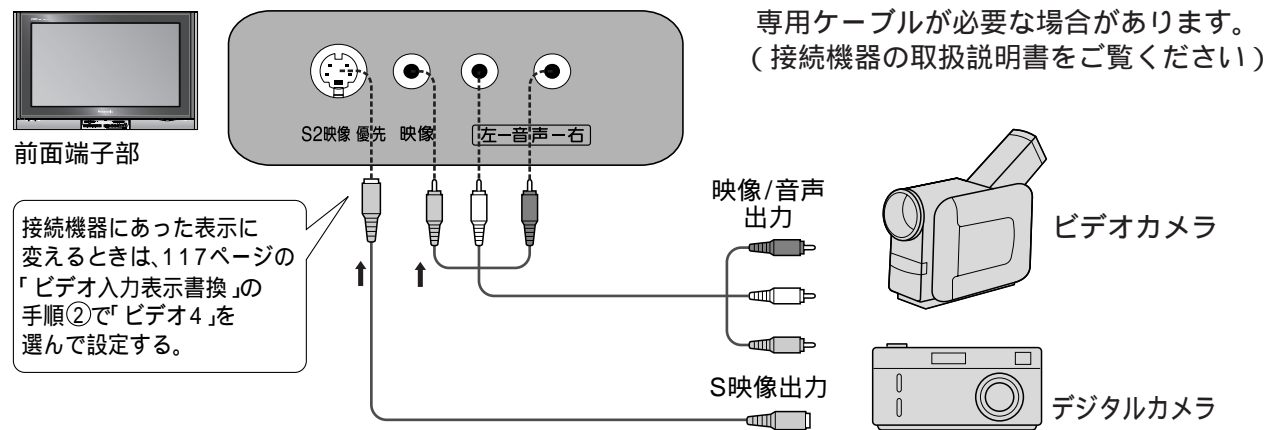 専用ケーブルが必要な場合があります。
(接続機器の取扱説明書をご覧ください)
S2映像 優先 映像 左ー音声ー右
前面端子部
接続機器にあった表示に
変えるときは、117ページの
「ビデオ入力表示書換」の
手順②で「ビデオ4」を
選んで設定する。
映像/音声
出力
ビデオカメラ
S映像出力
デジタルカメラ